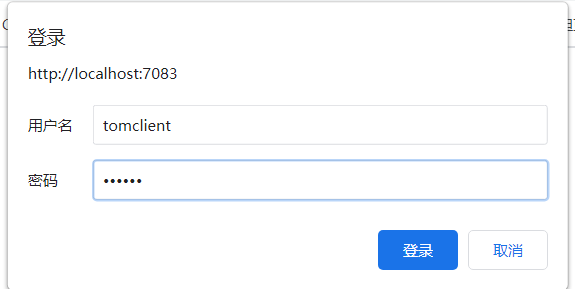 登录
http://localhost:7083
用户名 tomclient
密码 ••••••
登录 取消